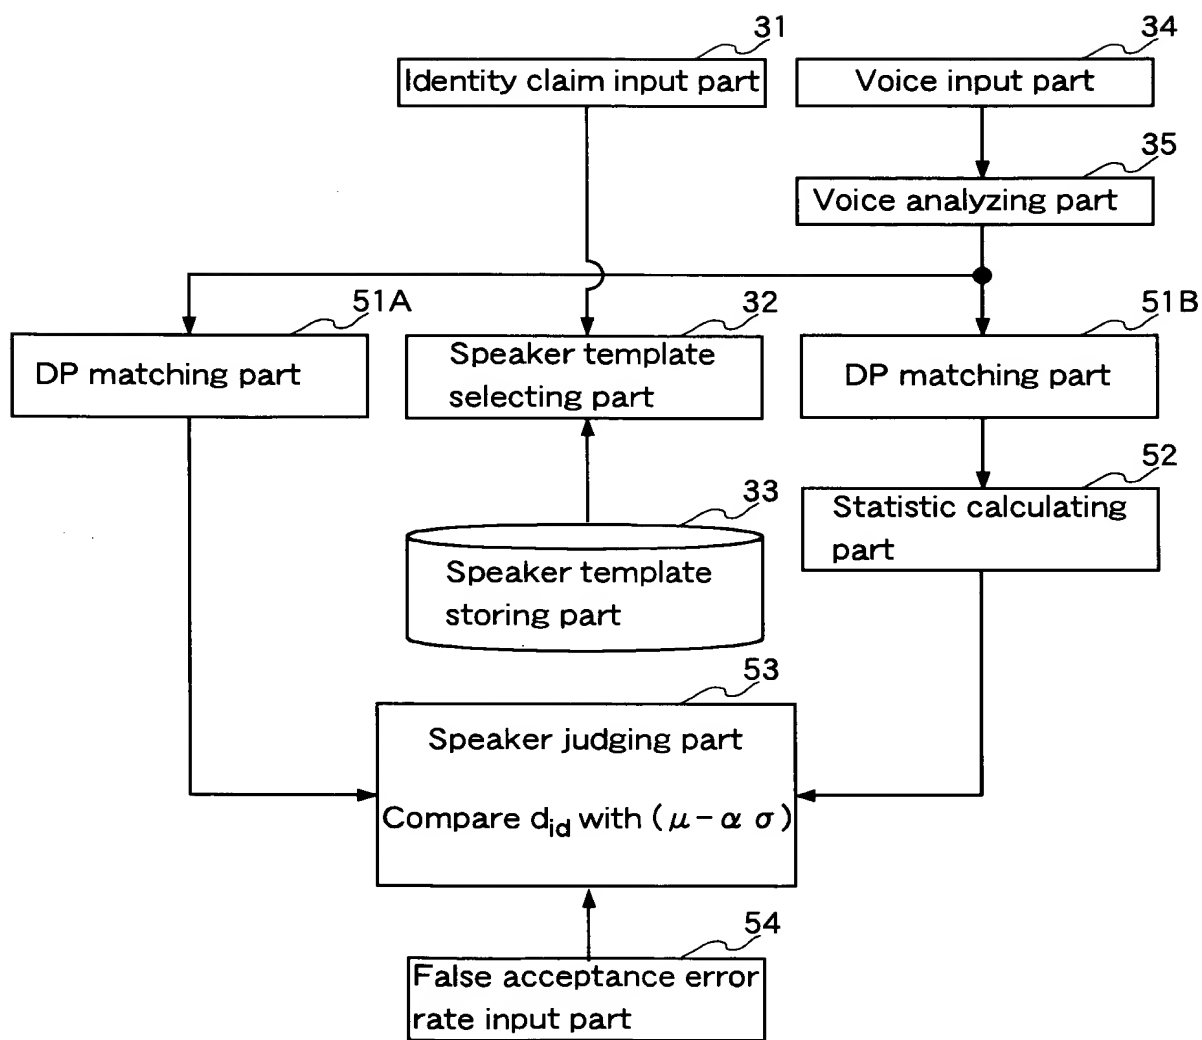 31
Identity claim input part
34
Voice input part
35
Voice analyzing part
51A
DP matching part
32
Speaker template
selecting part
51B
DP matching part
33
Speaker template
storing part
52
Statistic calculating
part
53
Speaker judging part
Compare d_id with (μ-α σ)
54
False acceptance error
rate input part